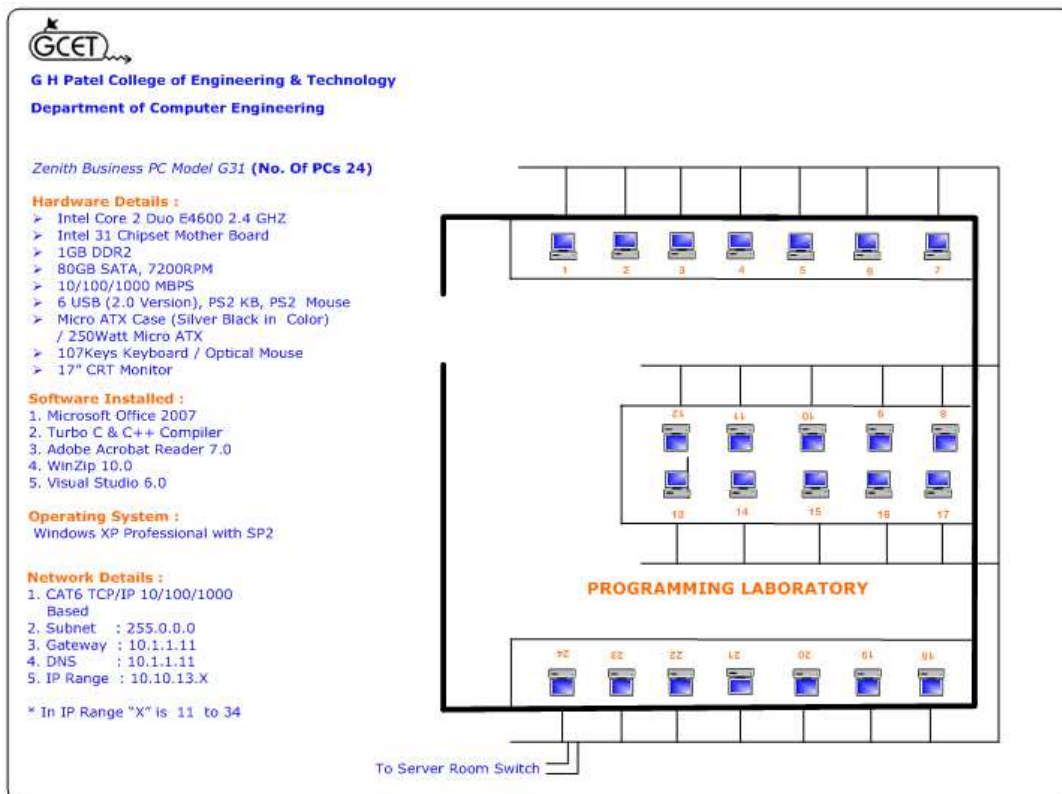 GCET
G H Patel College of Engineering & Technology
Department of Computer Engineering
Zenith Business PC Model G31 (No. Of PCs 24)
Hardware Details :
➢ Intel Core 2 Duo E4600 2.4 GHZ
➢ Intel 31 Chipset Mother Board
➢ 1GB DDR2
➢ 80GB SATA, 7200RPM
➢ 10/100/1000 MBPS
➢ 6 USB (2.0 Version), PS2 KB, PS2 Mouse
➢ Micro ATX Case (Silver Black in Color)
/ 250Watt Micro ATX
➢ 107Keys Keyboard / Optical Mouse
➢ 17" CRT Monitor
Software Installed :
1. Microsoft Office 2007
2. Turbo C & C++ Compiler
3. Adobe Acrobat Reader 7.0
4. WinZip 10.0
5. Visual Studio 6.0
Operating System :
Windows XP Professional with SP2
Network Details :
1. CAT6 TCP/IP 10/100/1000
Based
2. Subnet : 255.0.0.0
3. Gateway : 10.1.1.11
4. DNS : 10.1.1.11
5. IP Range : 10.10.13.X
* In IP Range "X" is 11 to 34
1 2 3 4 5 6 7
12 11 10 9 8
13 14 15 16 17
PROGRAMMING LABORATORY
24 23 22 21 20 19 18
To Server Room Switch